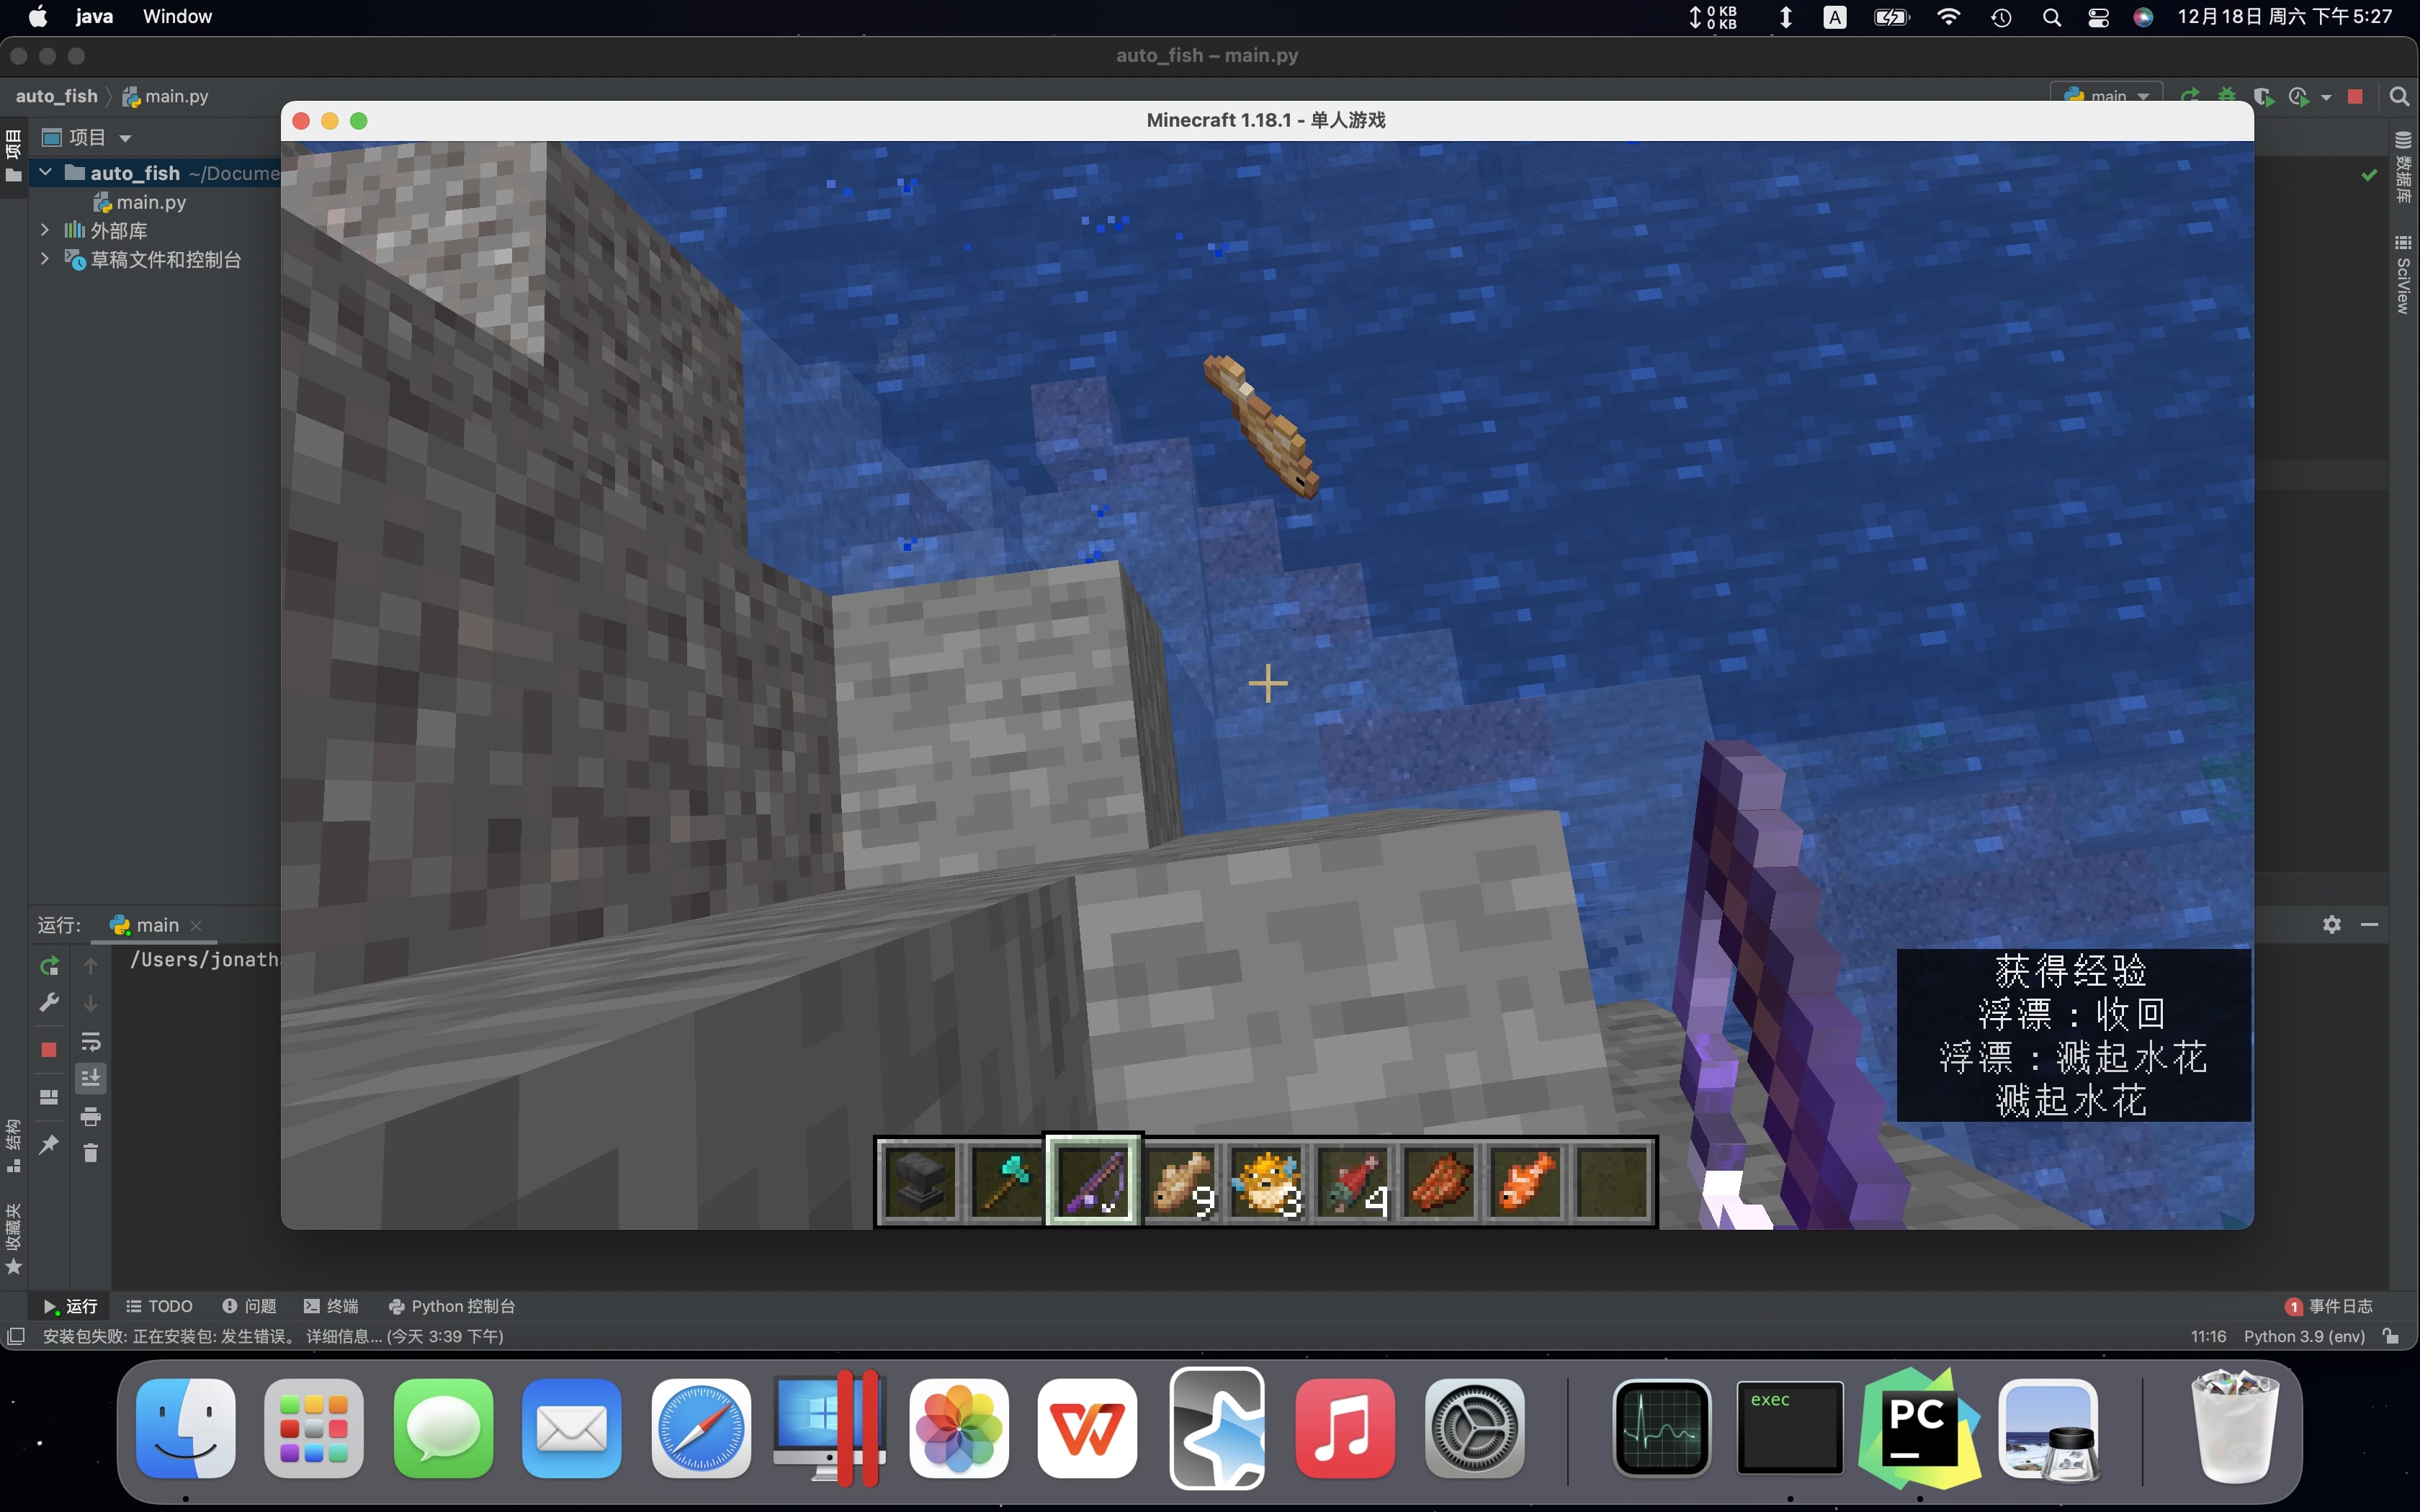 java Window
0 KB
0 KB
A
12月18日 周六 下午5:27
auto_fish – main.py
auto_fish main.py
main
Minecraft 1.18.1 - 单人游戏
项目
项目
auto_fish ~/Docume
main.py
外部库
草稿文件和控制台
数据库
SciView
运行: main
/Users/jonath
获得经验
浮漂：收回
浮漂：溅起水花
溅起水花
9
3
4
结构
收藏夹
运行 TODO 问题 终端 Python 控制台
1 事件日志
安装包失败: 正在安装包: 发生错误。 详细信息... (今天 3:39 下午)
11:16 Python 3.9 (env)
exec
PC